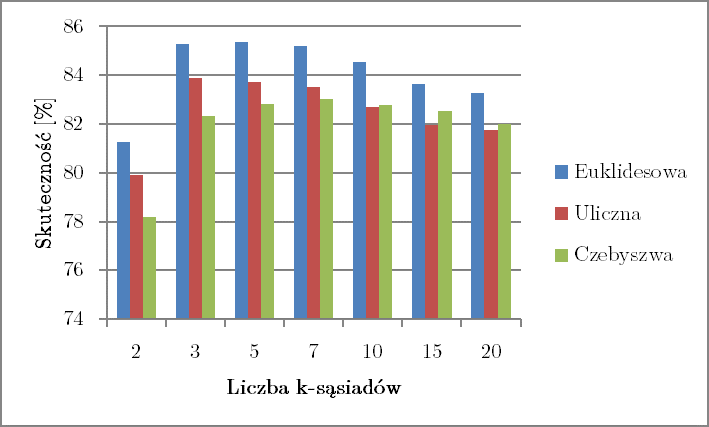 86
84
82
80
78
76
74
Skuteczność [%]
2 3 5 7 10 15 20
Liczba k-sąsiadów
Euklidesowa
Uliczna
Czebyszwa